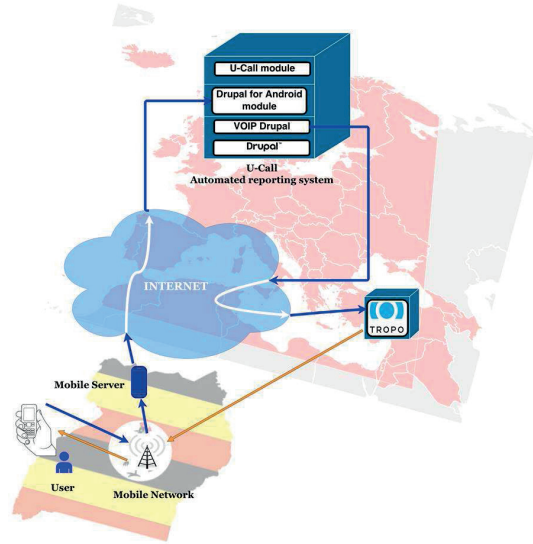 U-Call module
Drupal for Android
module
VOIP Drupal
Drupal™
U-Call
Automated reporting system
INTERNET
TROPO
Mobile Server
User
Mobile Network